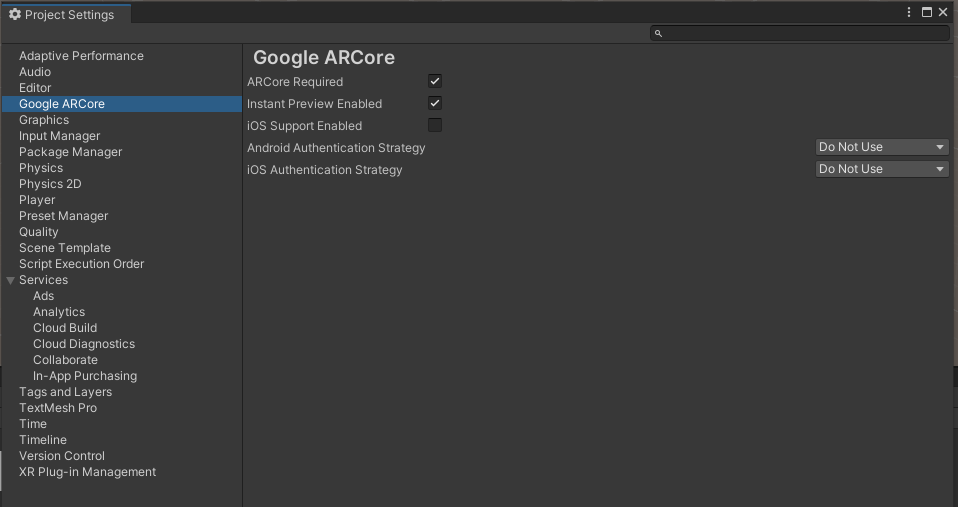 Project Settings
Adaptive Performance
Audio
Editor
Google ARCore
Graphics
Input Manager
Package Manager
Physics
Physics 2D
Player
Preset Manager
Quality
Scene Template
Script Execution Order
Services
Ads
Analytics
Cloud Build
Cloud Diagnostics
Collaborate
In-App Purchasing
Tags and Layers
TextMesh Pro
Time
Timeline
Version Control
XR Plug-in Management
Google ARCore
ARCore Required
Instant Preview Enabled
iOS Support Enabled
Android Authentication Strategy Do Not Use
iOS Authentication Strategy Do Not Use